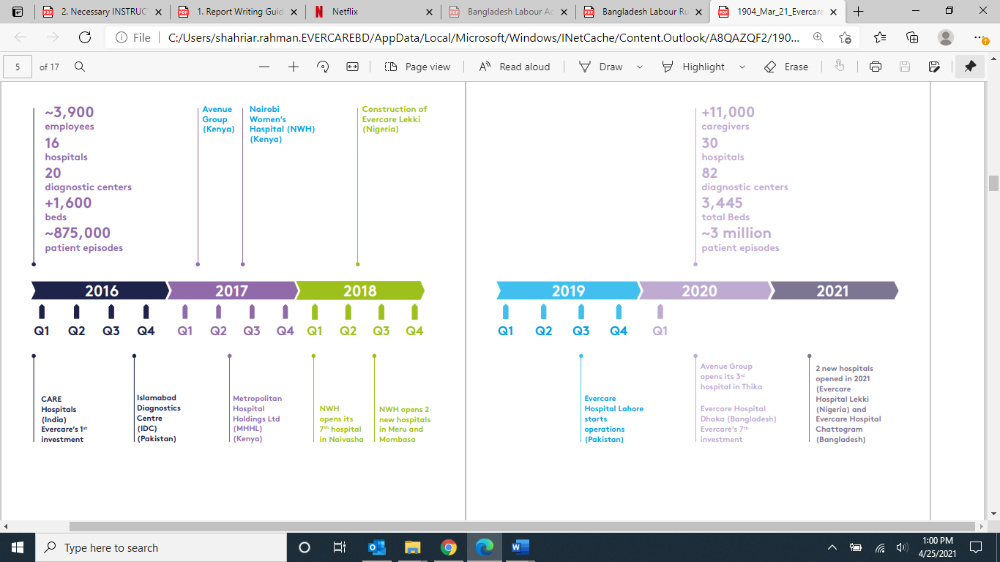 2. Necessary INSTRUC
1. Report Writing Guid
Netflix
Bangladesh Labour Ac
Bangladesh Labour Ru
1904_Mar_21_Evercare
File
C:/Users/shahriar.rahman.EVERCAREBD/AppData/Local/Microsoft/Windows/INetCache/Content.Outlook/A8QAZQF2/190...
5
of 17
Page view
Read aloud
Draw
Highlight
Erase
~3,900
employees
16
hospitals
20
diagnostic centers
+1,600
beds
~875,000
patient episodes
Avenue
Group
(Kenya)
Nairobi
Women's
Hospital (NWH)
(Kenya)
Construction of
Evercare Lekki
(Nigeria)
+11,000
caregivers
30
hospitals
82
diagnostic centers
3,445
total Beds
~3 million
patient episodes
2016 2017 2018 2019 2020 2021
Q1 Q2 Q3 Q4 Q1 Q2 Q3 Q4 Q1 Q2 Q3 Q4 Q1 Q2 Q3 Q4 Q1
CARE
Hospitals
(India)
Evercare's 1st
investment
Islamabad
Diagnostics
Centre
(IDC)
(Pakistan)
Metropolitan
Hospital
Holdings Ltd
(MHHL)
(Kenya)
NWH
opens its
7th hospital
in Naivasha
NWH opens 2
new hospitals
in Meru and
Mombasa
Evercare
Hospital Lahore
starts
operations
(Pakistan)
Avenue Group
opens its 3rd
hospital in Thika
Evercare Hospital
Dhaka (Bangladesh)
Evercare's 7th
investment
2 new hospitals
opened in 2021
(Evercare
Hospital Lekki
(Nigeria) and
Evercare Hospital
Chattogram
(Bangladesh)
Type here to search
1:00 PM
4/25/2021